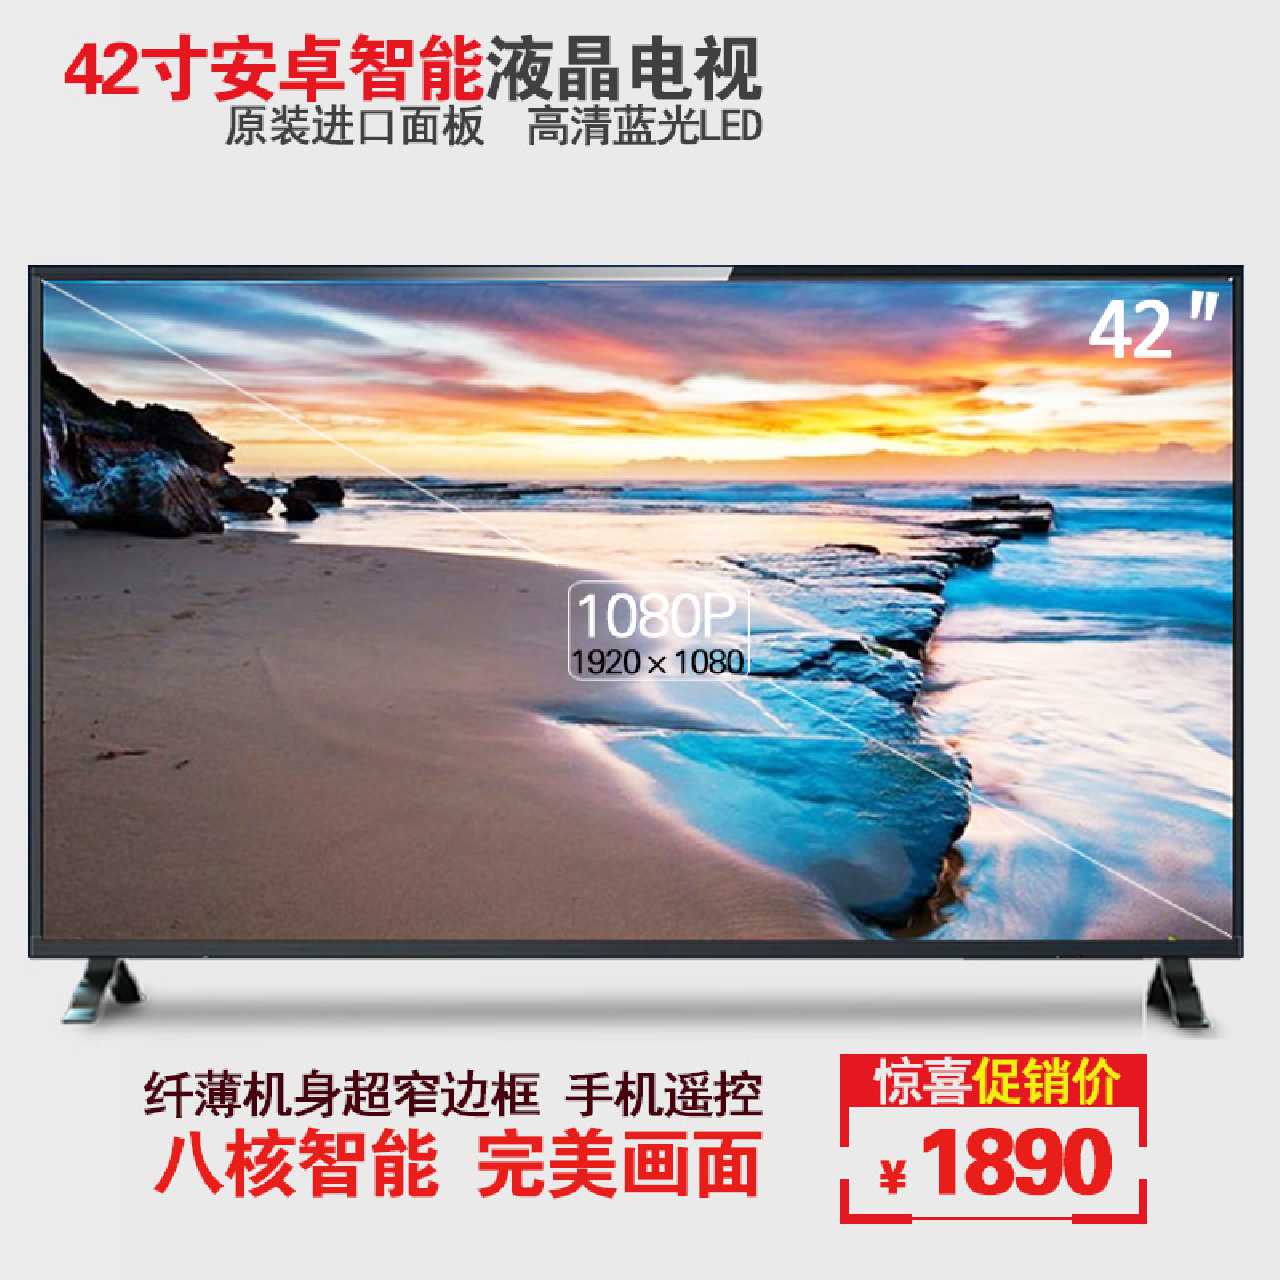 42寸安卓智能液晶电视
原装进口面板 高清蓝光LED
42"
1080P
1920×1080
纤薄机身超窄边框 手机遥控
八核智能 完美画面
惊喜促销价
¥1890